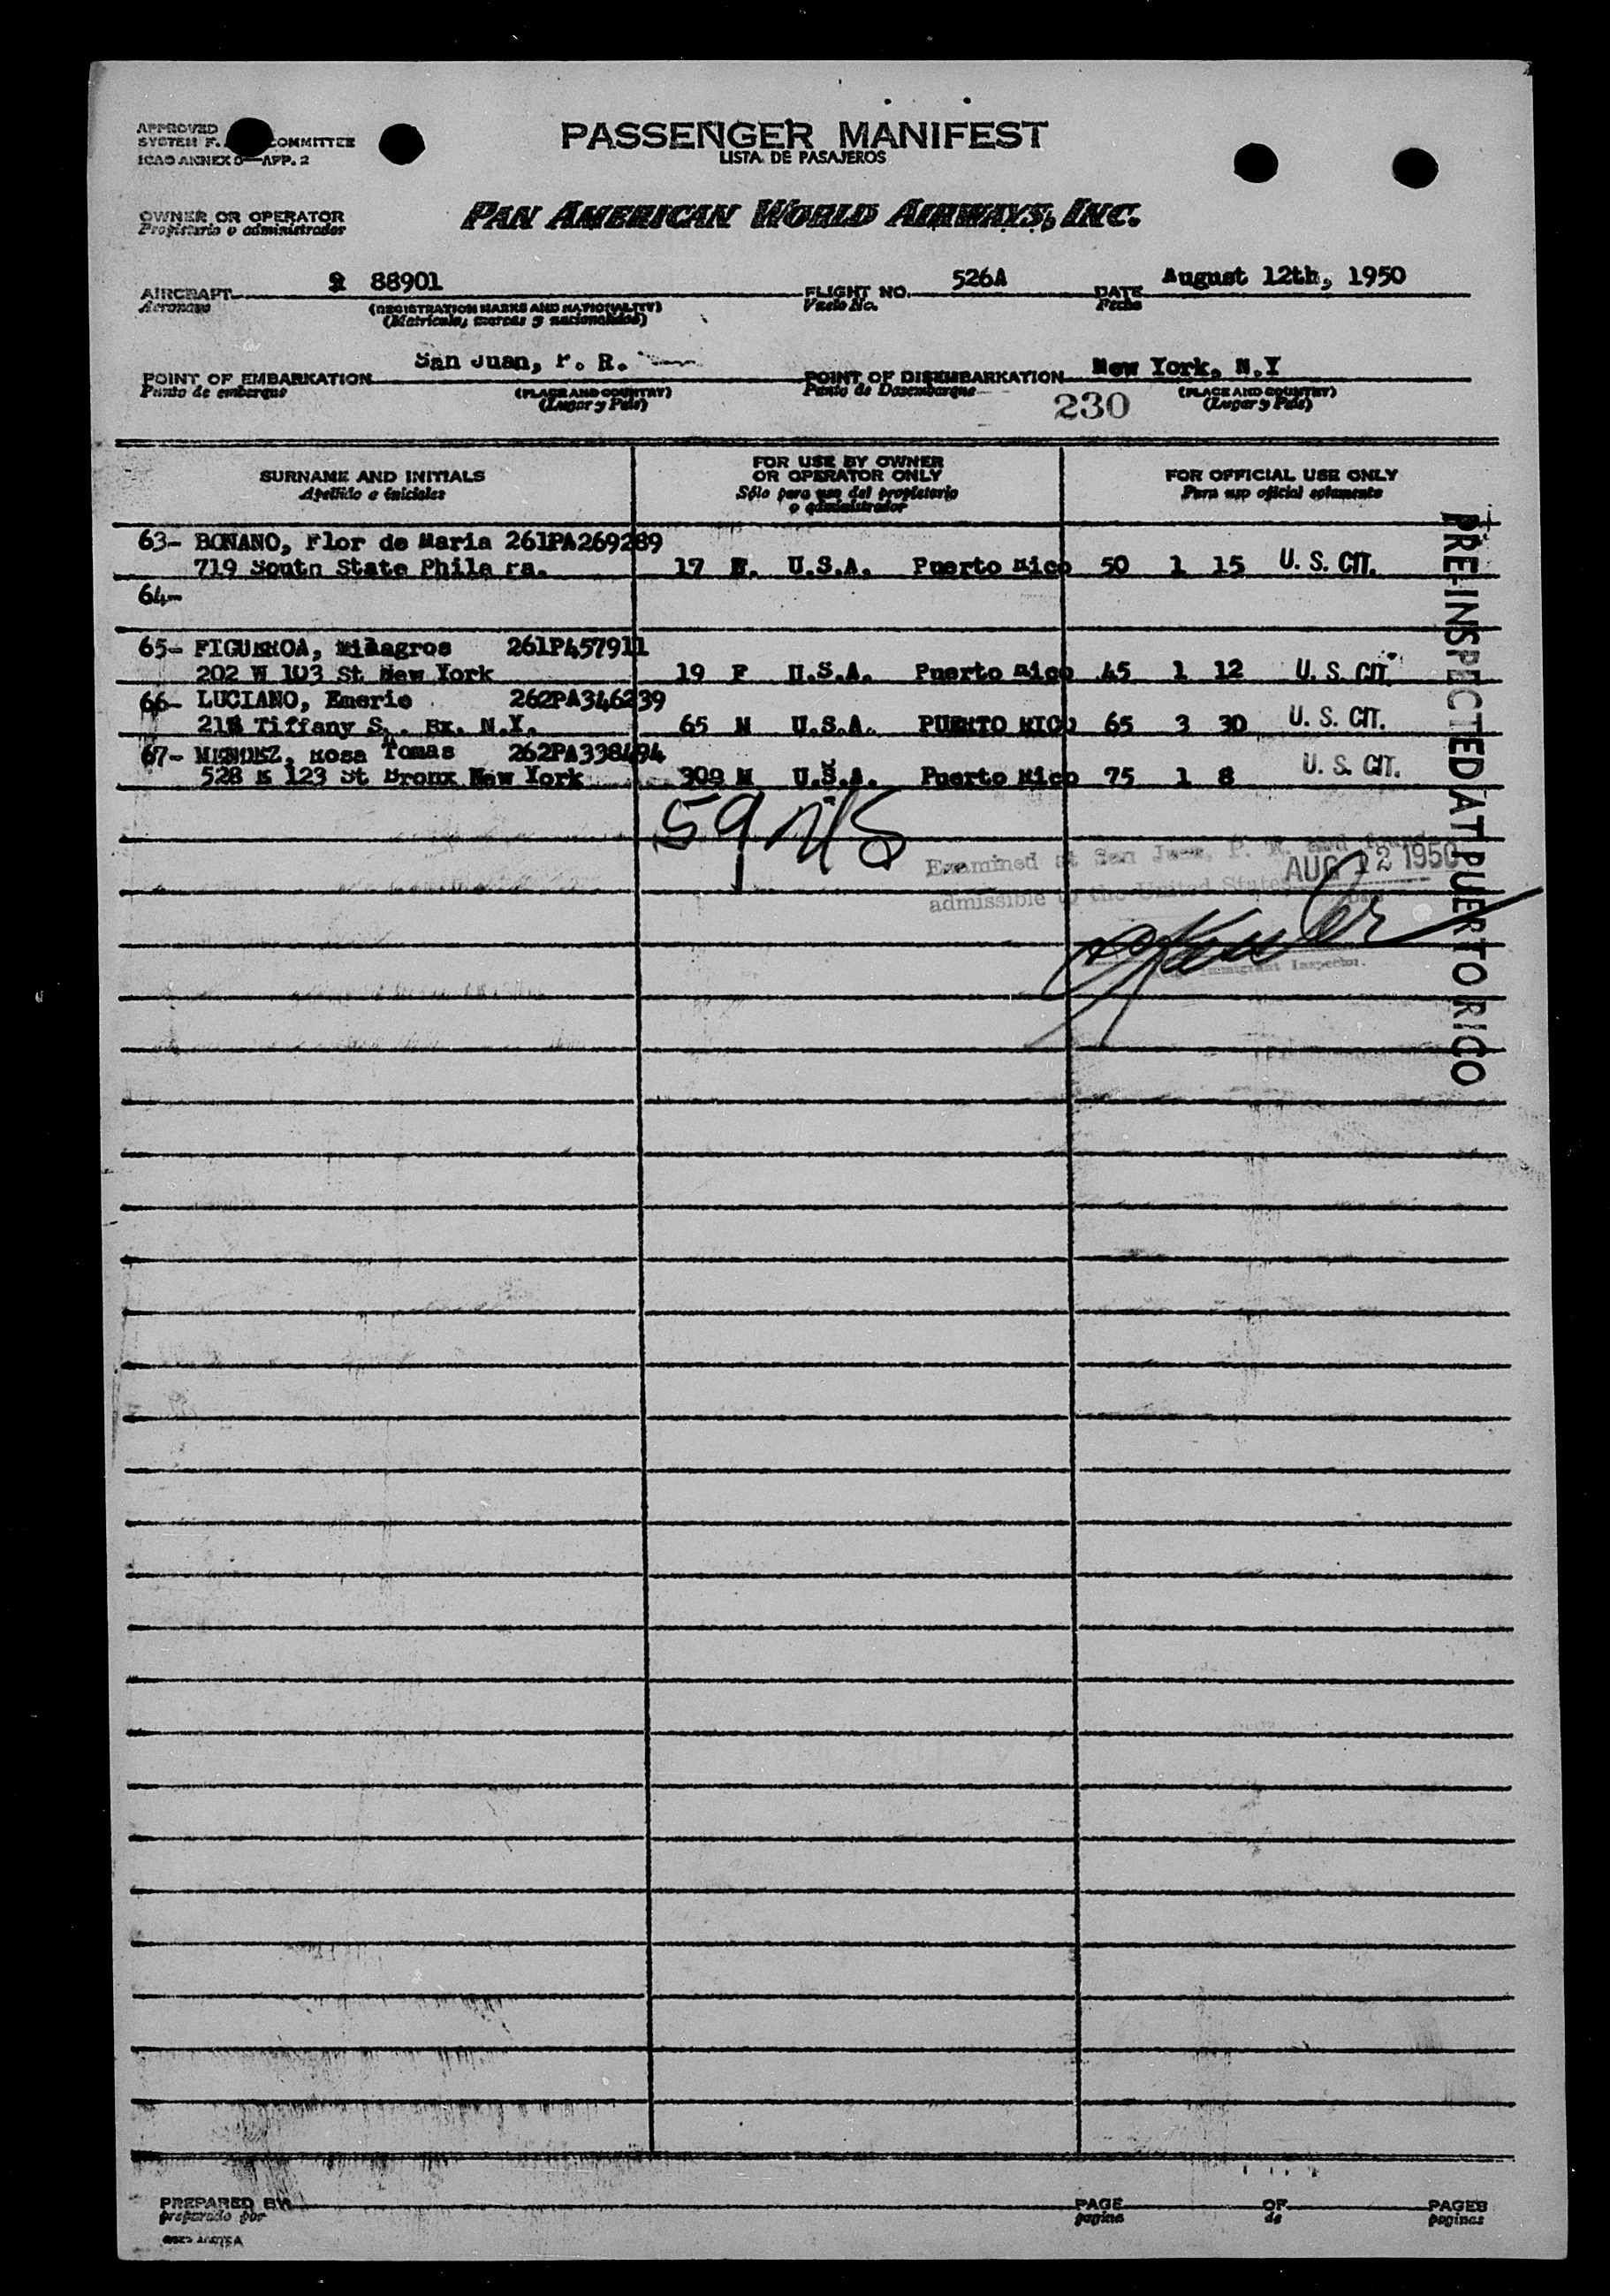 APPROVED
SYSTEM F. COMMITTEE
ICAO ANNEX 9—APP. 2
PASSENGER MANIFEST
LISTA DE PASAJEROS
OWNER OR OPERATOR
Propietario o administrador
PAN AMERICAN WORLD AIRWAYS, INC.
AIRCRAFT 88901 FLIGHT NO. 526A DATE August 12th, 1950
Aeronave (REGISTRATION MARKS AND NATIONALITY) Vuelo No. Fecha
(Matricula, marcas y nacionalidad)
POINT OF EMBARKATION San Juan, P. R. POINT OF DISEMBARKATION New York, N.Y
Punto de embarque (PLACE AND COUNTRY) Punto de Desembarque (PLACE AND COUNTRY)
(Lugar y País) 230 (Lugar y País)
SURNAME AND INITIALS
Apellido e iniciales
FOR USE BY OWNER
OR OPERATOR ONLY
Sólo para uso del propietario
o administrador
FOR OFFICIAL USE ONLY
Para uso oficial solamente
63- BONANO, Flor de Maria 261PA269289
719 South State Phila Pa. 17 F. U.S.A. Puerto Rico 50 1 15 U. S. CIT.
64-
65- FIGUEROA, Milagros 261P457911
202 W 103 St New York 19 F U.S.A. Puerto Rico 45 1 12 U. S. CIT.
66- LUCIANO, Emerio 262PA346239
Tiffany S,. Bx. N.Y. 65 M U.S.A. PUERTO RICO 65 3 30 U. S. CIT.
67- Rosa Tomas 262PA338494
528 E 123 St Bronx New York M U.S.A. Puerto Rico 75 1 8 U. S. CIT.
59
Examined at San Juan, P. R. and found
AUG 12 1950
admissible to the United States
Immigrant Inspector.
PRE-INSPECTED AT PUERTO RICO
PREPARED BY PAGE OF PAGES
preparado por pagina de paginas